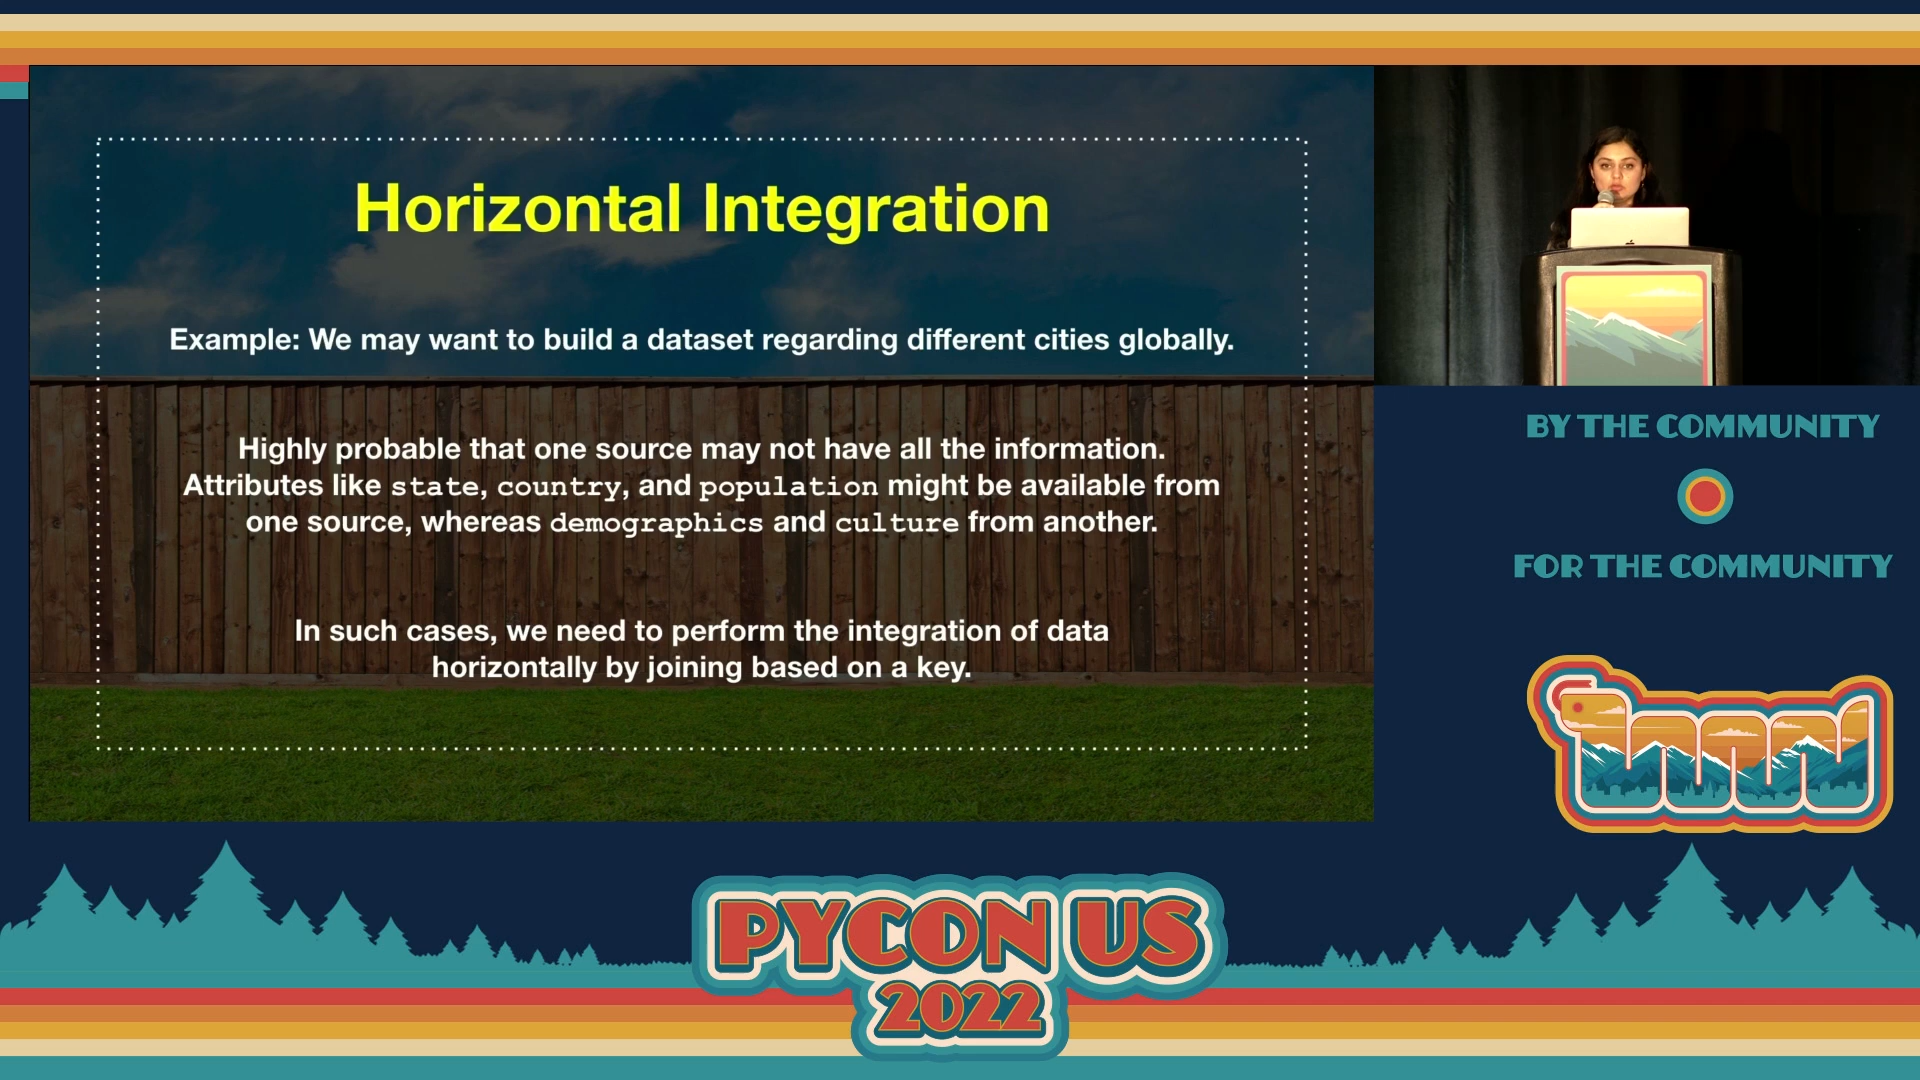 Horizontal Integration
Example: We may want to build a dataset regarding different cities globally.
Highly probable that one source may not have all the information.
Attributes like state, country, and population might be available from
one source, whereas demographics and culture from another.
In such cases, we need to perform the integration of data
horizontally by joining based on a key.
BY THE COMMUNITY
FOR THE COMMUNITY
PYCON US
2022